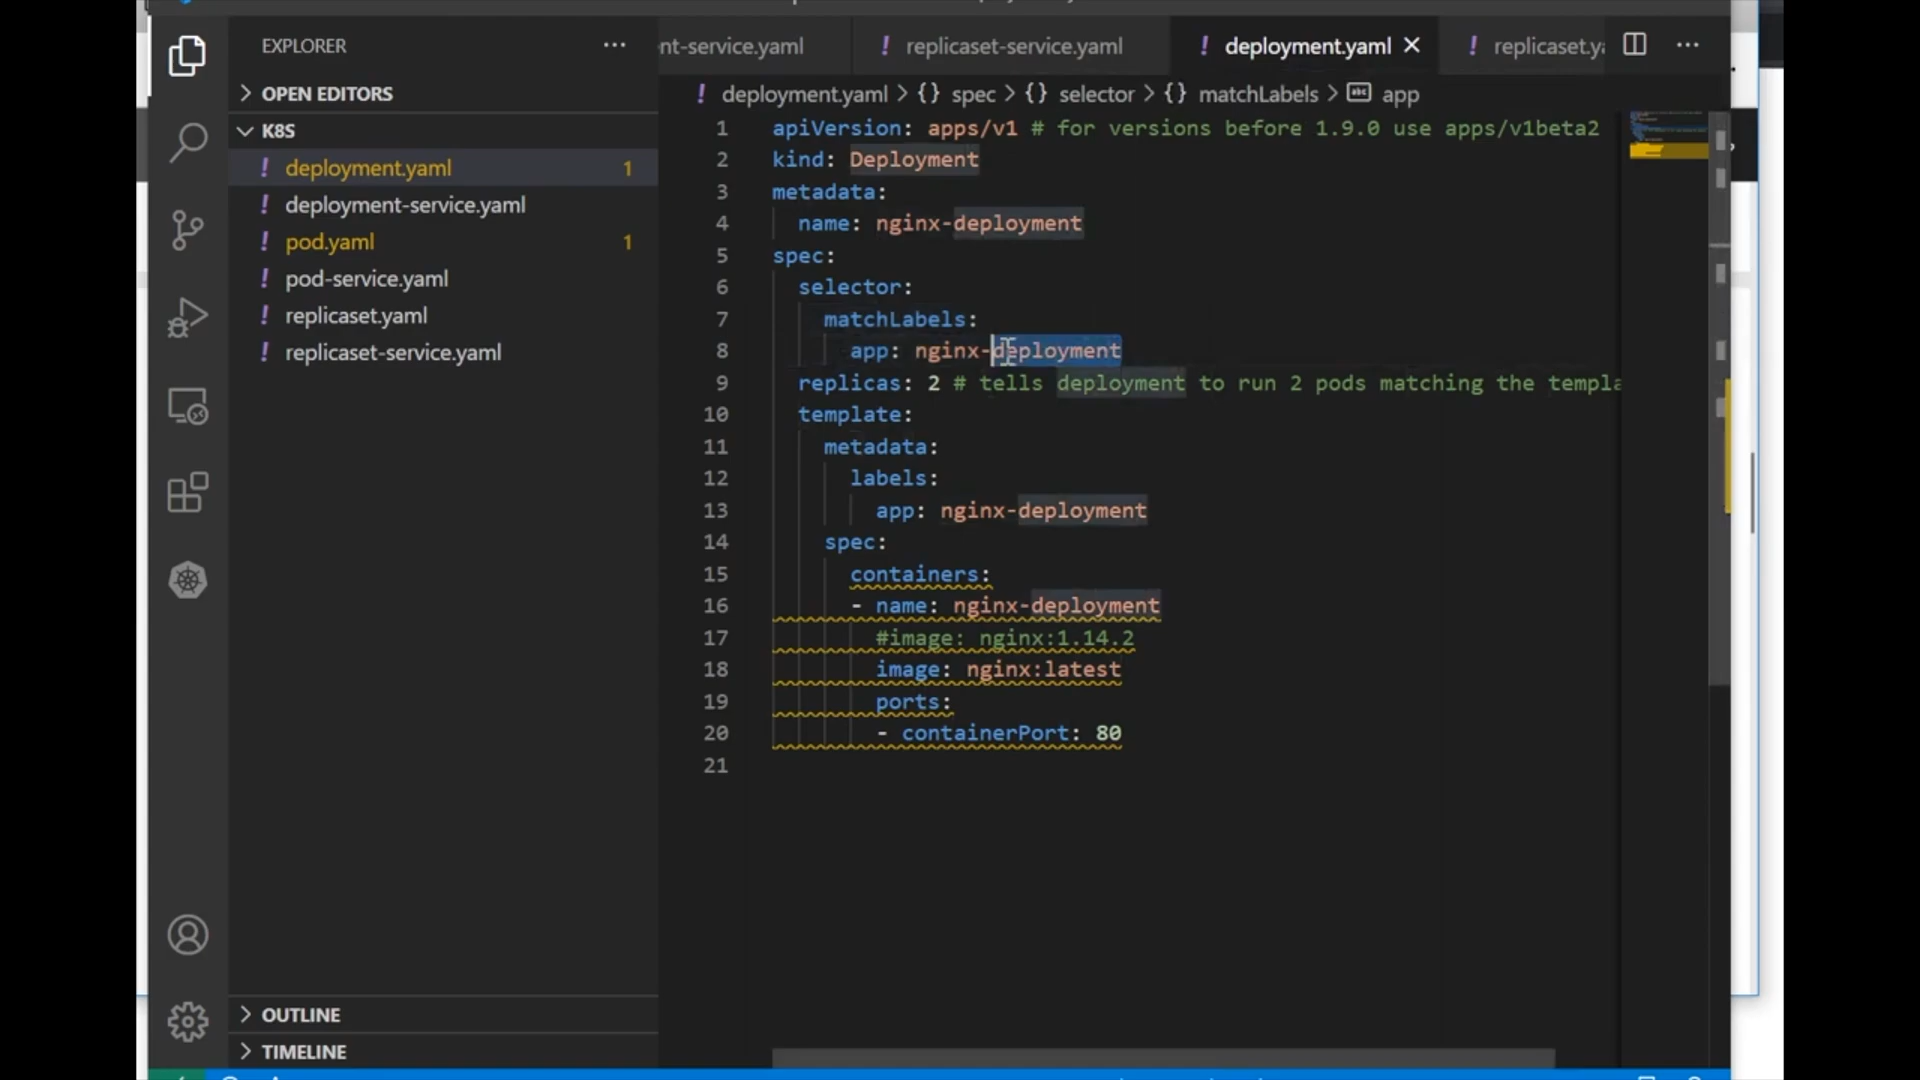 EXPLORER
OPEN EDITORS
K8S
deployment.yaml 1
deployment-service.yaml
pod.yaml 1
pod-service.yaml
replicaset.yaml
replicaset-service.yaml
OUTLINE
TIMELINE
nt-service.yaml
replicaset-service.yaml
deployment.yaml
replicaset.ya
deployment.yaml > {} spec > {} selector > {} matchLabels > abc app
1 apiVersion: apps/v1 # for versions before 1.9.0 use apps/v1beta2
2 kind: Deployment
3 metadata:
4 name: nginx-deployment
5 spec:
6 selector:
7 matchLabels:
8 app: nginx-deployment
9 replicas: 2 # tells deployment to run 2 pods matching the templa
10 template:
11 metadata:
12 labels:
13 app: nginx-deployment
14 spec:
15 containers:
16 - name: nginx-deployment
17 #image: nginx:1.14.2
18 image: nginx:latest
19 ports:
20 - containerPort: 80
21